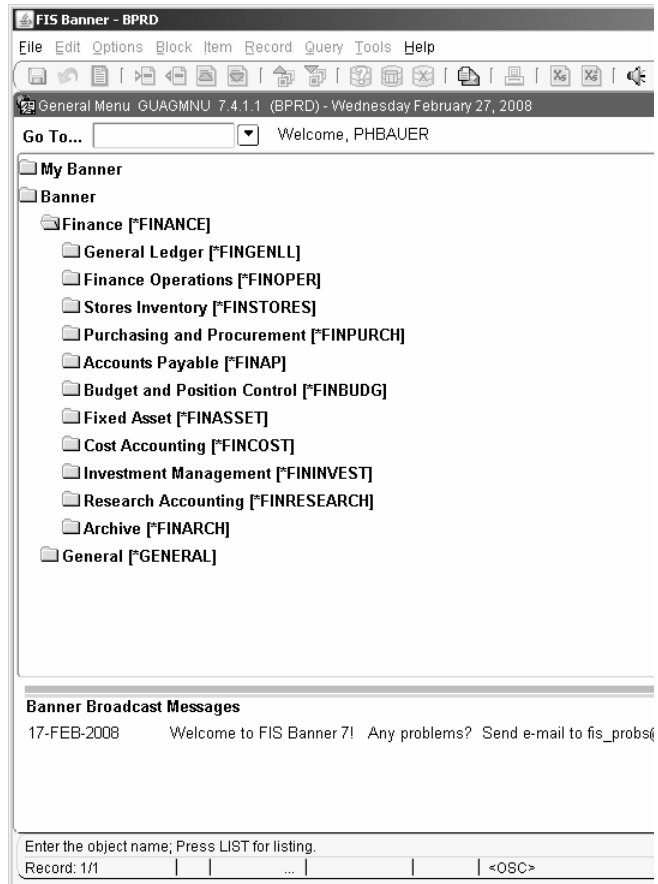 FIS Banner - BPRD
File Edit Options Block Item Record Query Tools Help
General Menu GUAGMNU 7.4.1.1 (BPRD) - Wednesday February 27, 2008
Go To... Welcome, PHBAUER
My Banner
Banner
Finance [*FINANCE]
General Ledger [*FINGENLL]
Finance Operations [*FINOPER]
Stores Inventory [*FINSTORES]
Purchasing and Procurement [*FINPURCH]
Accounts Payable [*FINAP]
Budget and Position Control [*FINBUDG]
Fixed Asset [*FINASSET]
Cost Accounting [*FINCOST]
Investment Management [*FININVEST]
Research Accounting [*FINRESEARCH]
Archive [*FINARCH]
General [*GENERAL]
Banner Broadcast Messages
17-FEB-2008 Welcome to FIS Banner 7! Any problems? Send e-mail to fis_probs@
Enter the object name; Press LIST for listing.
Record: 1/1 ... <OSC>